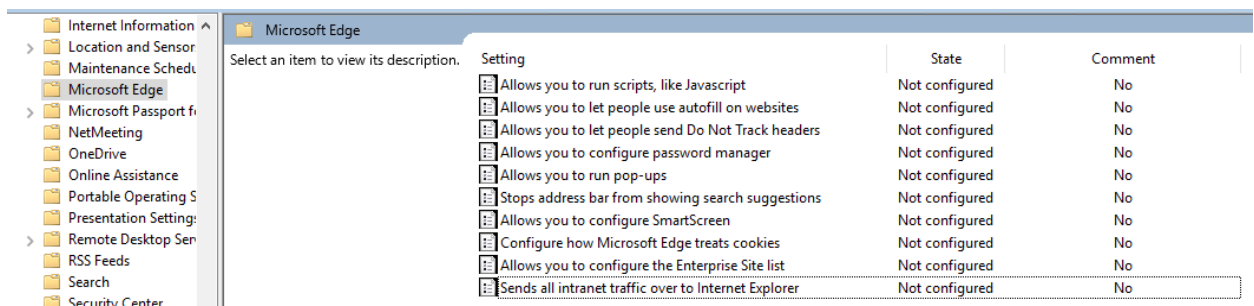 Internet Information
Location and Sensor
Maintenance Schedu
Microsoft Edge
Microsoft Passport f
NetMeeting
OneDrive
Online Assistance
Portable Operating S
Presentation Setting
Remote Desktop Ser
RSS Feeds
Search
Security Center
Microsoft Edge
Select an item to view its description.
Setting State Comment
Allows you to run scripts, like Javascript Not configured No
Allows you to let people use autofill on websites Not configured No
Allows you to let people send Do Not Track headers Not configured No
Allows you to configure password manager Not configured No
Allows you to run pop-ups Not configured No
Stops address bar from showing search suggestions Not configured No
Allows you to configure SmartScreen Not configured No
Configure how Microsoft Edge treats cookies Not configured No
Allows you to configure the Enterprise Site list Not configured No
Sends all intranet traffic over to Internet Explorer Not configured No